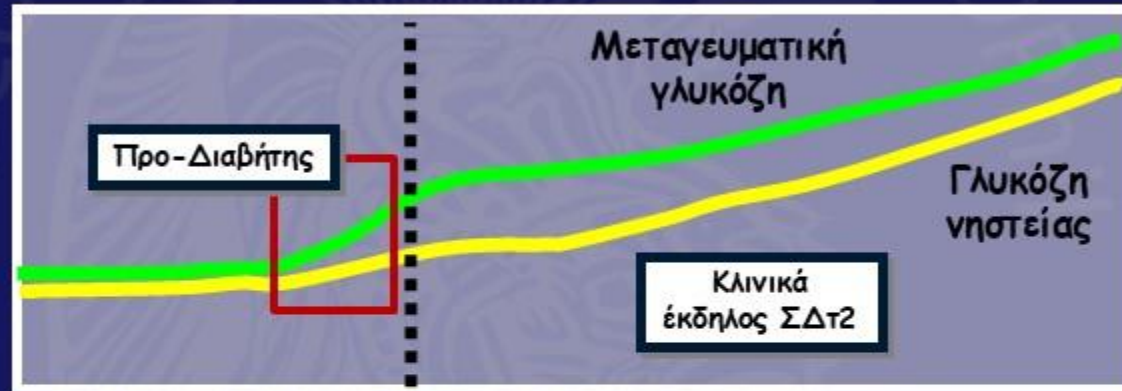 Μεταγευματική
γλυκόζη
Προ-Διαβήτης
Γλυκόζη
νηστείας
Κλινικά
έκδηλος ΣΔτ2